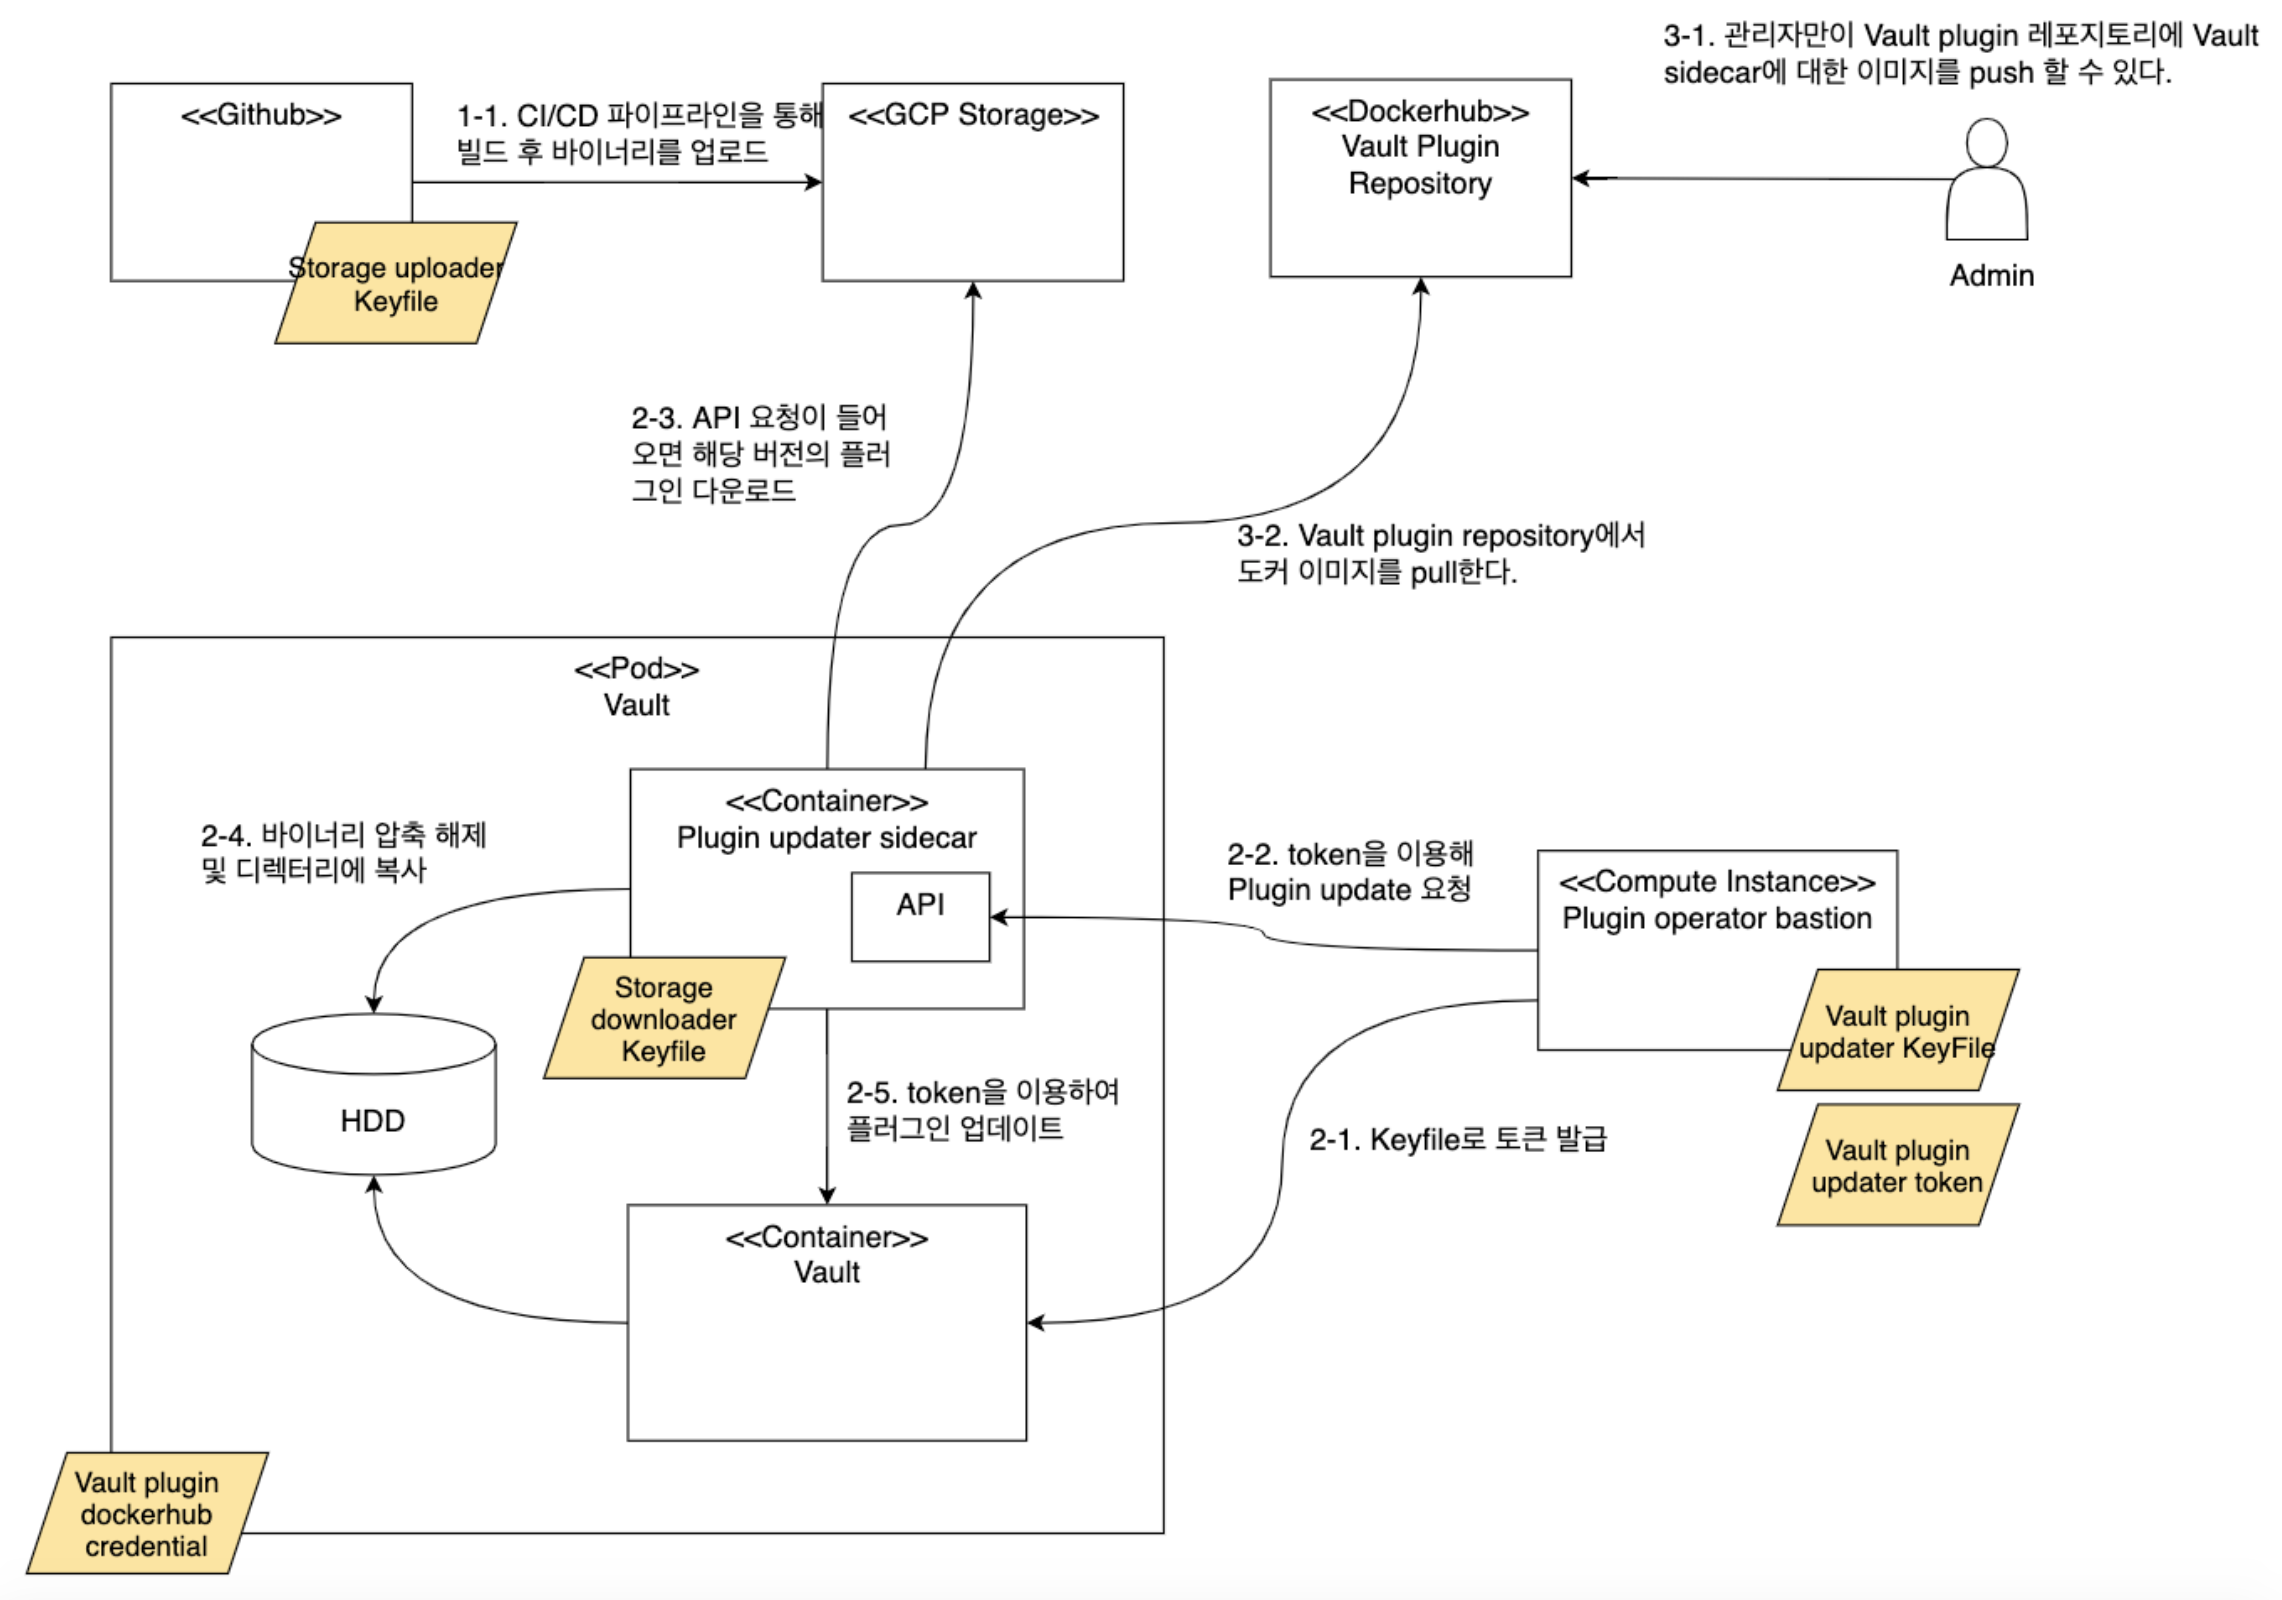 3-1. 관리자만이 Vault plugin 레포지토리에 Vault
sidecar에 대한 이미지를 push 할 수 있다.
<<Github>>
1-1. CI/CD 파이프라인을 통해
빌드 후 바이너리를 업로드
<<GCP Storage>>
<<Dockerhub>>
Vault Plugin
Repository
Admin
Storage uploader
Keyfile
2-3. API 요청이 들어
오면 해당 버전의 플러
그인 다운로드
3-2. Vault plugin repository에서
도커 이미지를 pull한다.
<<Pod>>
Vault
<<Container>>
Plugin updater sidecar
API
2-4. 바이너리 압축 해제
및 디렉터리에 복사
2-2. token을 이용해
Plugin update 요청
<<Compute Instance>>
Plugin operator bastion
Storage
downloader
Keyfile
Vault plugin
updater KeyFile
HDD
2-5. token을 이용하여
플러그인 업데이트
2-1. Keyfile로 토큰 발급
Vault plugin
updater token
<<Container>>
Vault
Vault plugin
dockerhub
credential